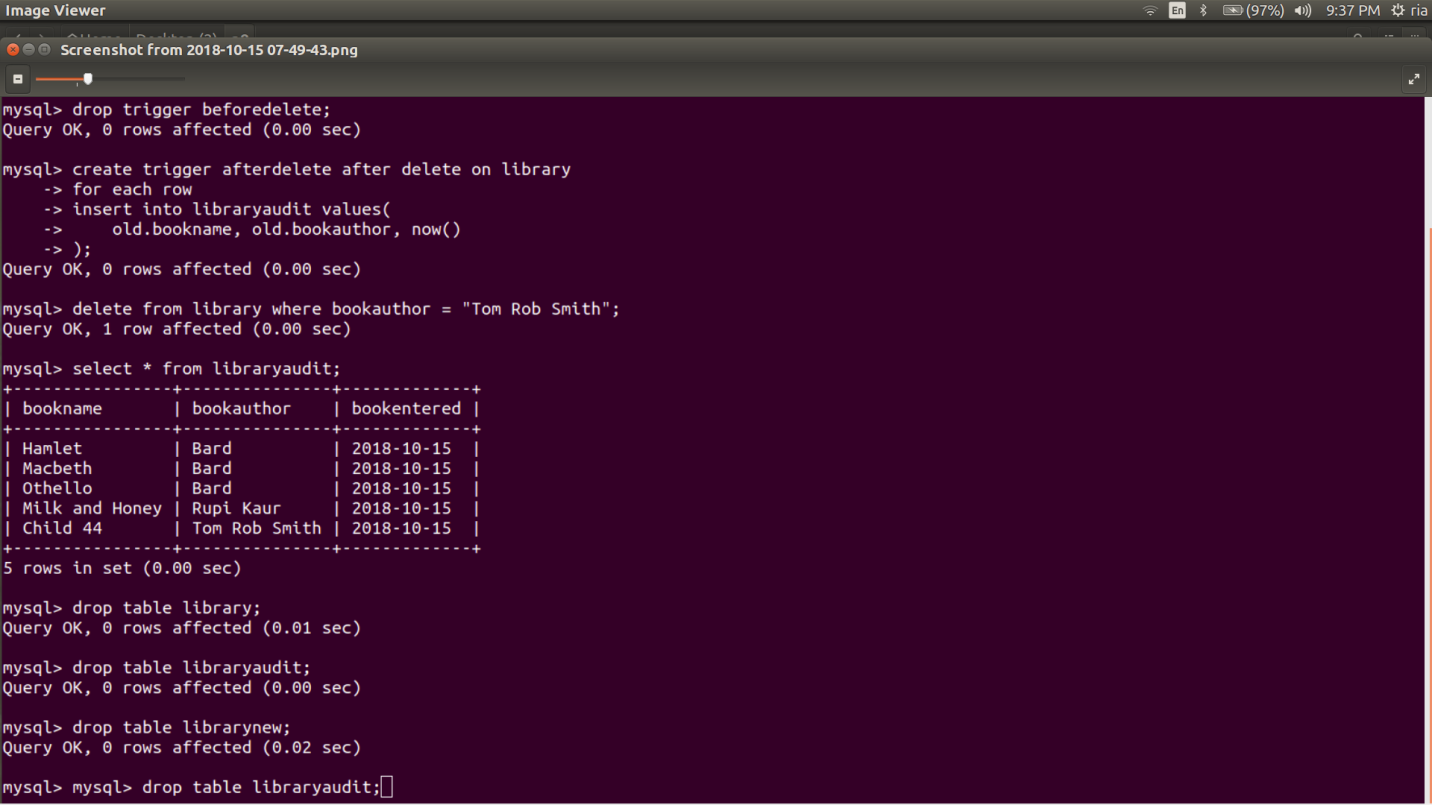 Image Viewer En (97%) 9:37 PM ria
Screenshot from 2018-10-15 07-49-43.png
mysql> drop trigger beforedelete;
Query OK, 0 rows affected (0.00 sec)
mysql> create trigger afterdelete after delete on library
    -> for each row
    -> insert into libraryaudit values(
    ->     old.bookname, old.bookauthor, now()
    -> );
Query OK, 0 rows affected (0.00 sec)
mysql> delete from library where bookauthor = "Tom Rob Smith";
Query OK, 1 row affected (0.00 sec)
mysql> select * from libraryaudit;
+----------------+---------------+-------------+
| bookname       | bookauthor    | bookentered |
+----------------+---------------+-------------+
| Hamlet         | Bard          | 2018-10-15  |
| Macbeth        | Bard          | 2018-10-15  |
| Othello        | Bard          | 2018-10-15  |
| Milk and Honey | Rupi Kaur     | 2018-10-15  |
| Child 44       | Tom Rob Smith | 2018-10-15  |
+----------------+---------------+-------------+
5 rows in set (0.00 sec)
mysql> drop table library;
Query OK, 0 rows affected (0.01 sec)
mysql> drop table libraryaudit;
Query OK, 0 rows affected (0.00 sec)
mysql> drop table librarynew;
Query OK, 0 rows affected (0.02 sec)
mysql> mysql> drop table libraryaudit;